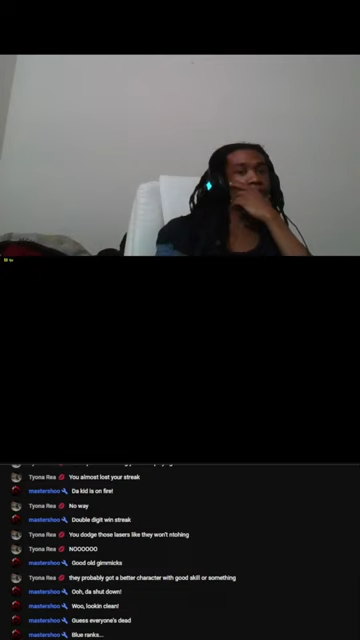 Tyona Rea You almost lost your streak
mastershoo Da kid is on fire!
Tyona Rea No way
mastershoo Double digit win streak
Tyona Rea You dodge those lasers like they won't ntohing
Tyona Rea NOOOOOO
mastershoo Good old gimmicks
Tyona Rea they probably got a better character with good skill or something
mastershoo Ooh, da shut down!
mastershoo Woo, lookin clean!
mastershoo Guess everyone's dead
mastershoo Blue ranks...